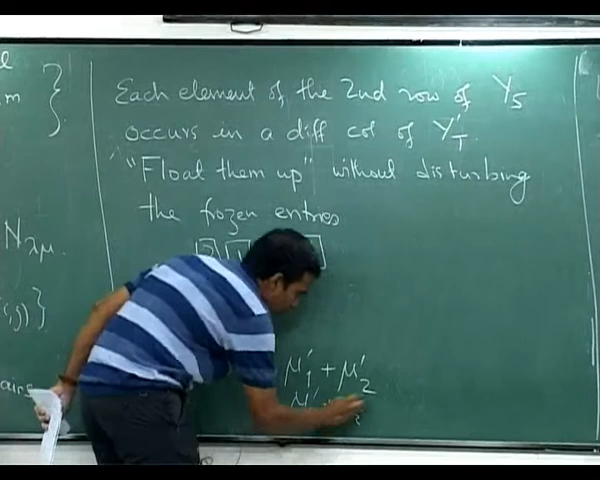 Each element of the 2nd row of Y_S
occurs in a diff col of Y'_T.
"Float them up" without disturbing
the frozen entries
N_λμ.
i,j)}
μ'_1 + μ'_2